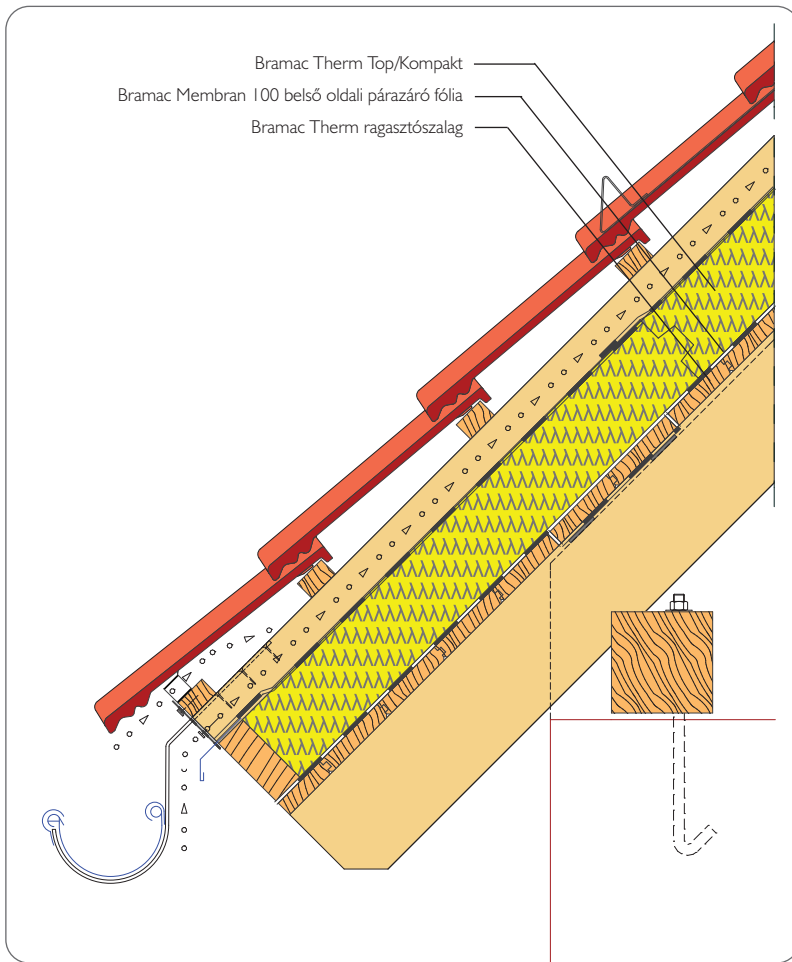 Bramac Therm Top/Kompakt
Bramac Membran 100 belső oldali párazáró fólia
Bramac Therm ragasztószalag